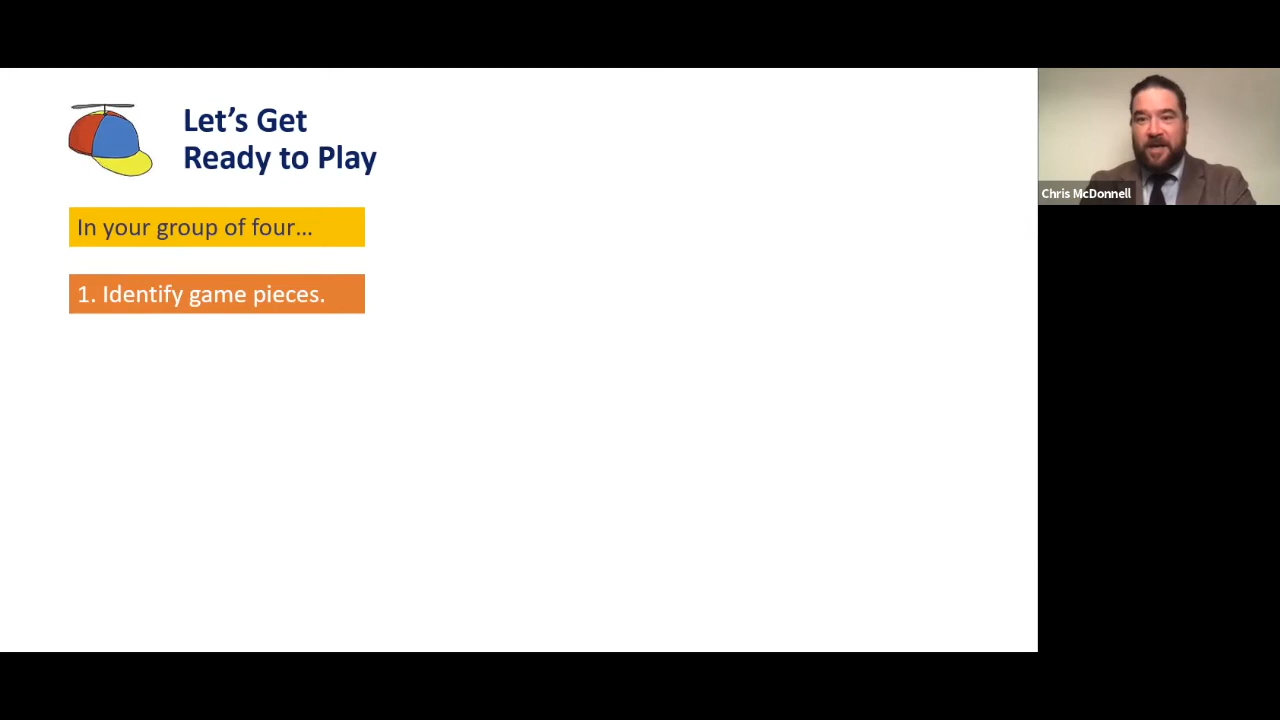 Let's Get
Ready to Play
In your group of four...
1. Identify game pieces.
Chris McDonnell